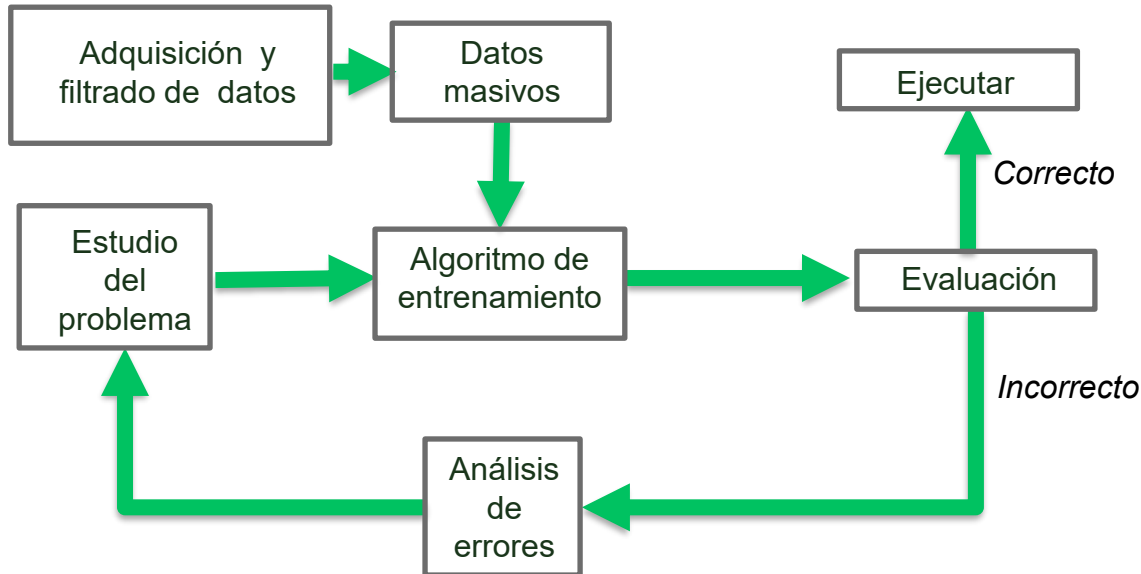 Adquisición y
filtrado de datos
Datos
masivos
Ejecutar
Correcto
Estudio
del
problema
Algoritmo de
entrenamiento
Evaluación
Incorrecto
Análisis
de
errores